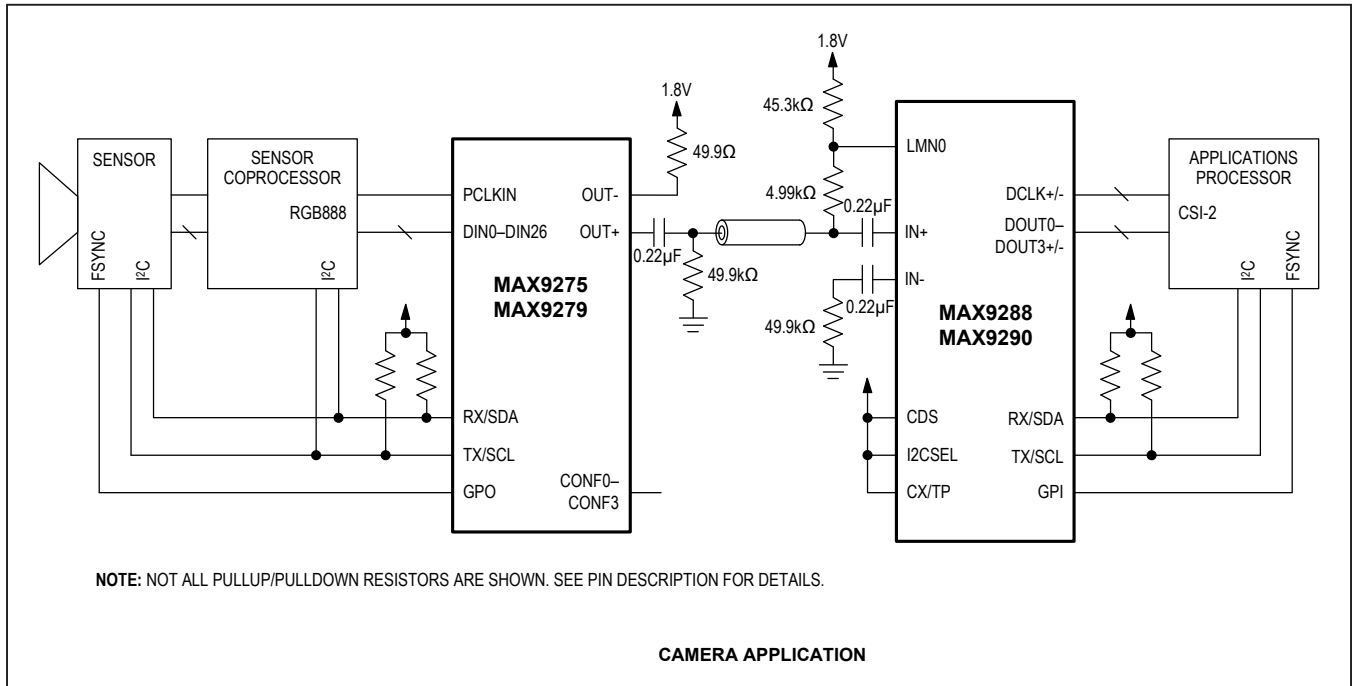 1.8V
45.3kΩ
1.8V
49.9Ω
LMN0
4.99kΩ
0.22µF
SENSOR
FSYNC
I²C
SENSOR
COPROCESSOR
RGB888
I²C
PCLKIN
DIN0–DIN26
OUT-
OUT+
MAX9275
MAX9279
RX/SDA
TX/SCL
GPO
CONF0–
CONF3
0.22µF
49.9kΩ
IN+
IN-
49.9kΩ
0.22µF
MAX9288
MAX9290
CDS
I2CSEL
CX/TP
DCLK+/-
DOUT0–
DOUT3+/-
RX/SDA
TX/SCL
GPI
APPLICATIONS
PROCESSOR
CSI-2
I²C
FSYNC
NOTE: NOT ALL PULLUP/PULLDOWN RESISTORS ARE SHOWN. SEE PIN DESCRIPTION FOR DETAILS.
CAMERA APPLICATION